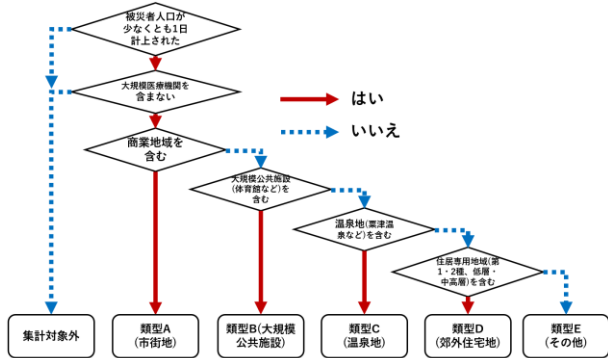 被災者人口が
少なくとも1日
計上された
大規模医療機関を
含まない
はい
いいえ
商業地域を
含む
大規模公共施設
(体育館など)を
含む
温泉地(粟津温
泉など)を含む
住居専用地域(第
1・2種、低層・
中高層)を含む
集計対象外
類型A
(市街地)
類型B(大規模
公共施設)
類型C
(温泉地)
類型D
(郊外住宅地)
類型E
(その他)